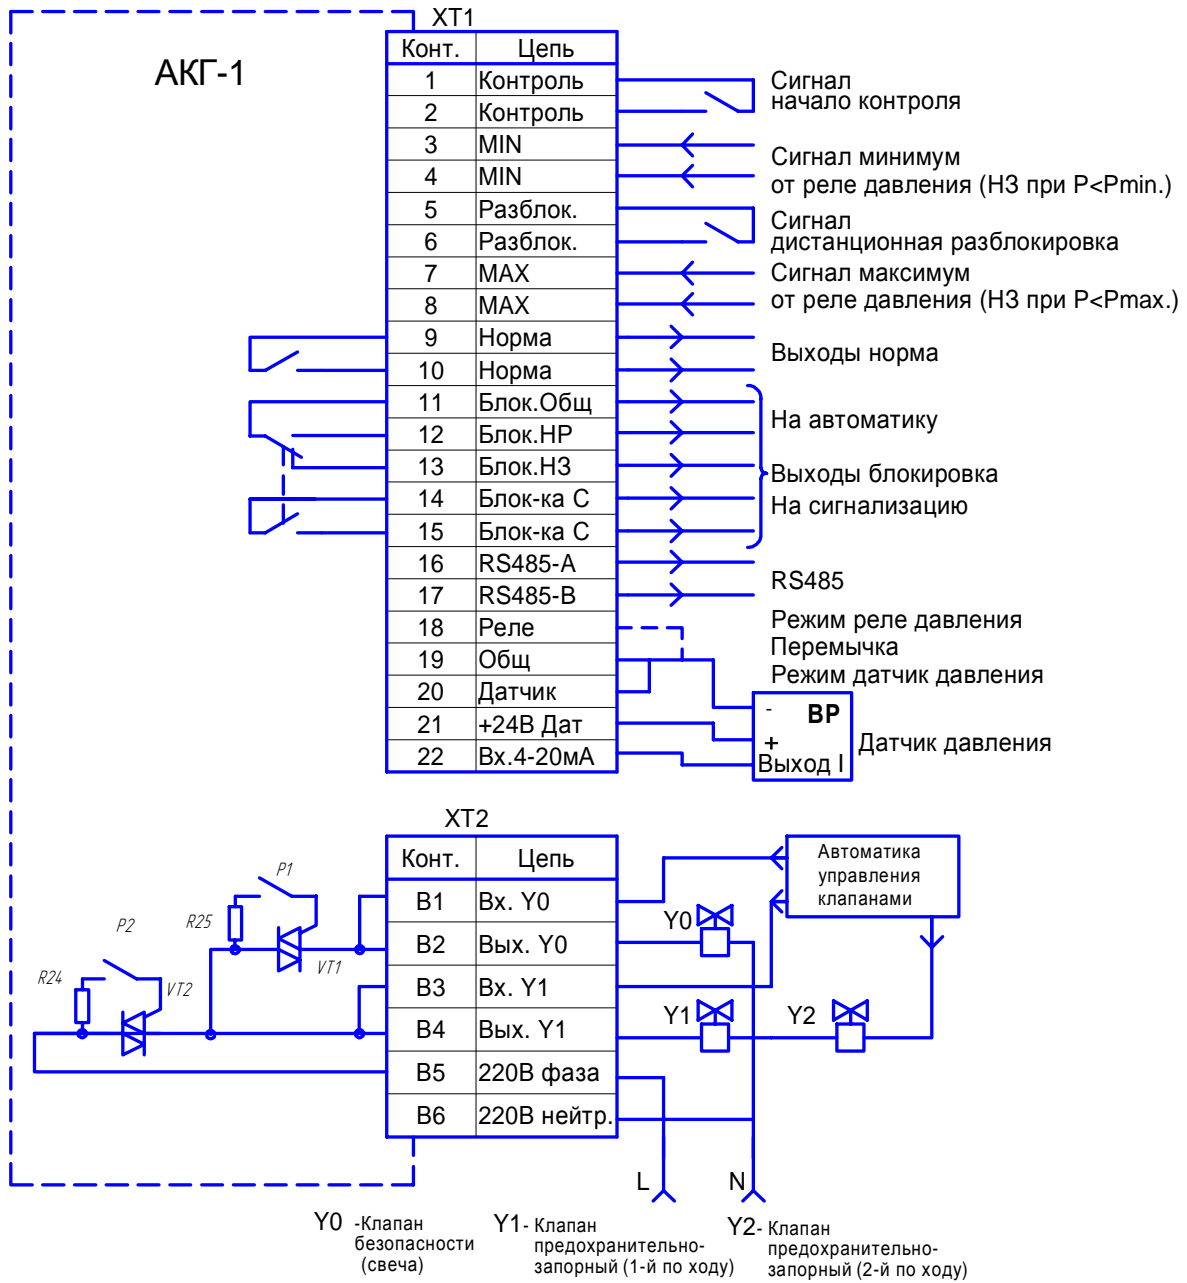 АКГ-1
XT1
Конт. Цепь
1 Контроль
2 Контроль
3 MIN
4 MIN
5 Разблок.
6 Разблок.
7 MAX
8 MAX
9 Норма
10 Норма
11 Блок.Общ
12 Блок.НР
13 Блок.НЗ
14 Блок-ка С
15 Блок-ка С
16 RS485-A
17 RS485-B
18 Реле
19 Общ
20 Датчик
21 +24В Дат
22 Вх.4-20мА
Сигнал
начало контроля
Сигнал минимум
от реле давления (НЗ при P<Pmin.)
Сигнал
дистанционная разблокировка
Сигнал максимум
от реле давления (НЗ при P<Pmax.)
Выходы норма
На автоматику
Выходы блокировка
На сигнализацию
RS485
Режим реле давления
Перемычка
Режим датчик давления
- BP
+
Выход I
Датчик давления
XT2
Конт. Цепь
B1 Вх. Y0
B2 Вых. Y0
B3 Вх. Y1
B4 Вых. Y1
B5 220В фаза
B6 220В нейтр.
P1
R25
VT1
P2
R24
VT2
Автоматика
управления
клапанами
Y0
Y1
Y2
L
N
Y0 -Клапан
безопасности
(свеча)
Y1- Клапан
предохранительно-
запорный (1-й по ходу)
Y2- Клапан
предохранительно-
запорный (2-й по ходу)